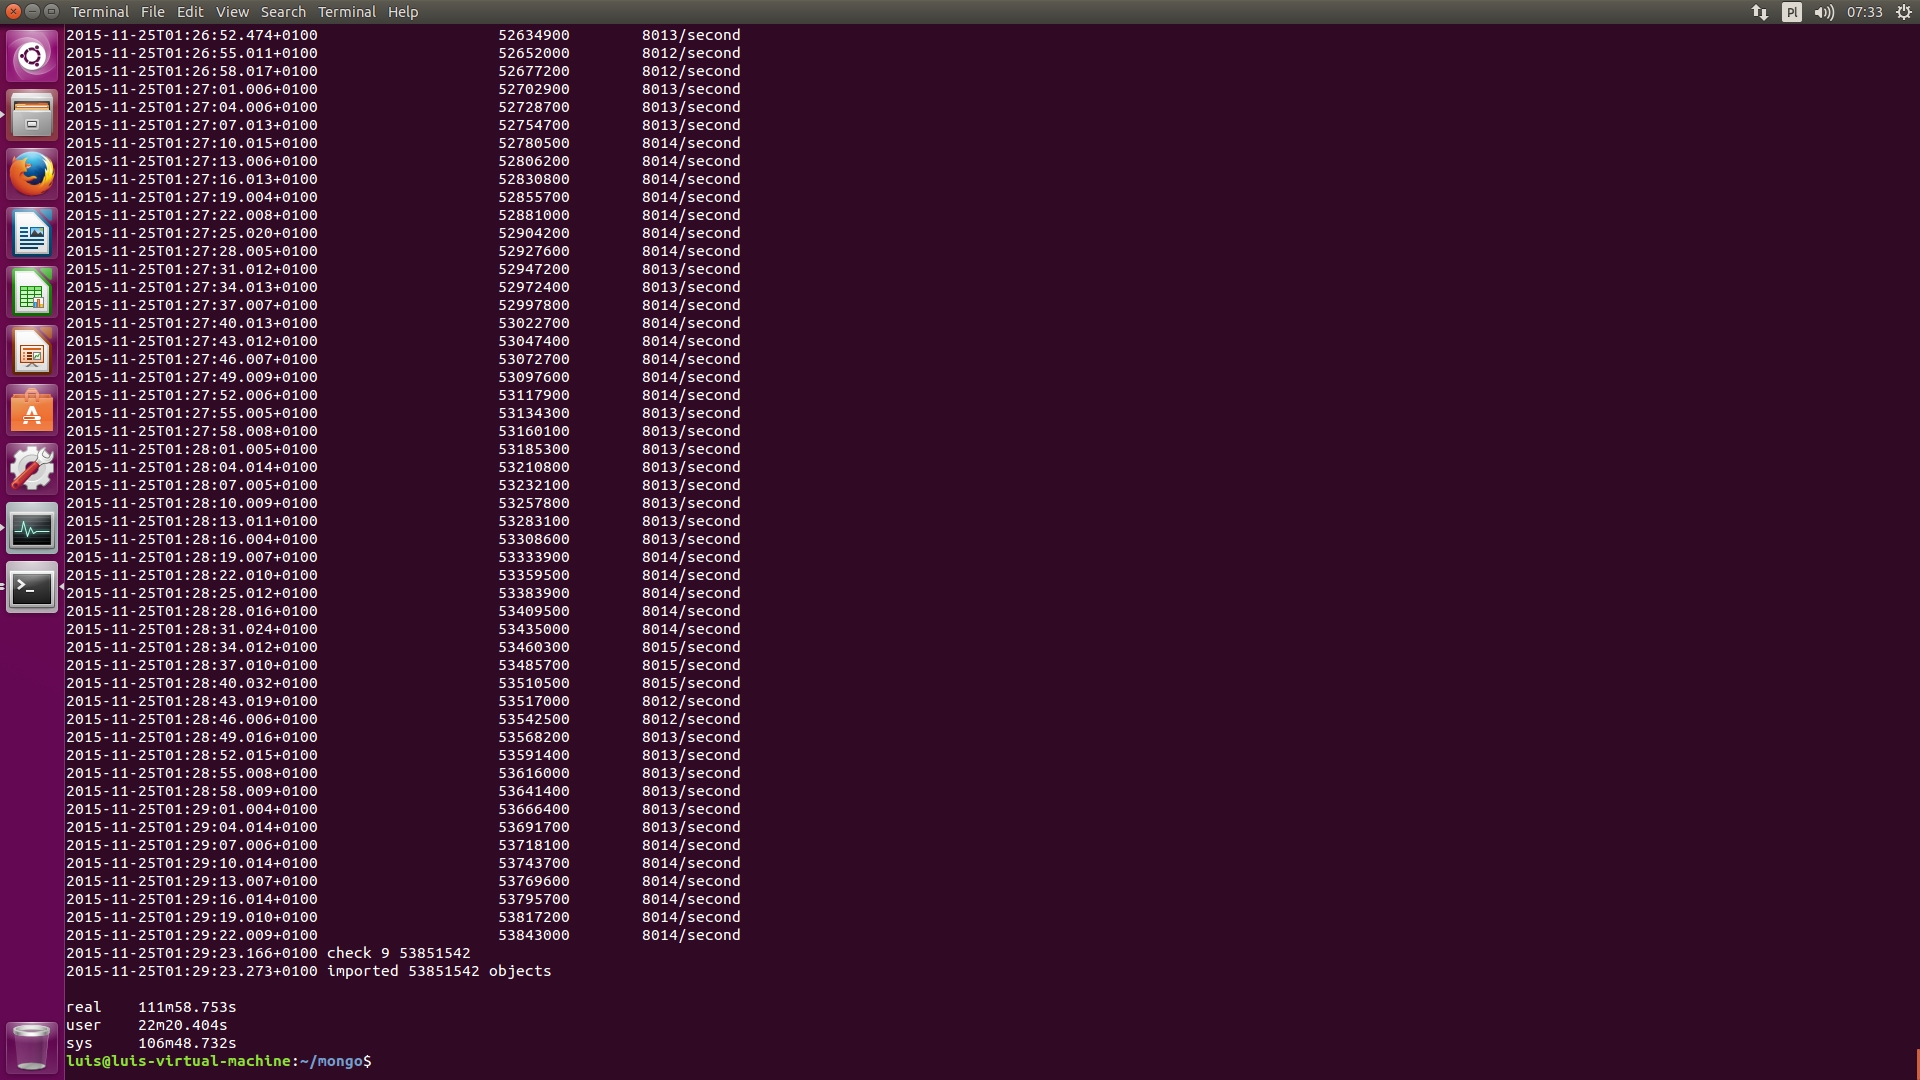 Terminal File Edit View Search Terminal Help Pl 07:33
2015-11-25T01:26:52.474+0100 52634900 8013/second
2015-11-25T01:26:55.011+0100 52652000 8012/second
2015-11-25T01:26:58.017+0100 52677200 8012/second
2015-11-25T01:27:01.006+0100 52702900 8013/second
2015-11-25T01:27:04.006+0100 52728700 8013/second
2015-11-25T01:27:07.013+0100 52754700 8013/second
2015-11-25T01:27:10.015+0100 52780500 8014/second
2015-11-25T01:27:13.006+0100 52806200 8014/second
2015-11-25T01:27:16.013+0100 52830800 8014/second
2015-11-25T01:27:19.004+0100 52855700 8014/second
2015-11-25T01:27:22.008+0100 52881000 8014/second
2015-11-25T01:27:25.020+0100 52904200 8014/second
2015-11-25T01:27:28.005+0100 52927600 8014/second
2015-11-25T01:27:31.012+0100 52947200 8013/second
2015-11-25T01:27:34.013+0100 52972400 8013/second
2015-11-25T01:27:37.007+0100 52997800 8014/second
2015-11-25T01:27:40.013+0100 53022700 8014/second
2015-11-25T01:27:43.012+0100 53047400 8014/second
2015-11-25T01:27:46.007+0100 53072700 8014/second
2015-11-25T01:27:49.009+0100 53097600 8014/second
2015-11-25T01:27:52.006+0100 53117900 8014/second
2015-11-25T01:27:55.005+0100 53134300 8013/second
2015-11-25T01:27:58.008+0100 53160100 8013/second
2015-11-25T01:28:01.005+0100 53185300 8013/second
2015-11-25T01:28:04.014+0100 53210800 8013/second
2015-11-25T01:28:07.005+0100 53232100 8013/second
2015-11-25T01:28:10.009+0100 53257800 8013/second
2015-11-25T01:28:13.011+0100 53283100 8013/second
2015-11-25T01:28:16.004+0100 53308600 8013/second
2015-11-25T01:28:19.007+0100 53333900 8014/second
2015-11-25T01:28:22.010+0100 53359500 8014/second
2015-11-25T01:28:25.012+0100 53383900 8014/second
2015-11-25T01:28:28.016+0100 53409500 8014/second
2015-11-25T01:28:31.024+0100 53435000 8014/second
2015-11-25T01:28:34.012+0100 53460300 8015/second
2015-11-25T01:28:37.010+0100 53485700 8015/second
2015-11-25T01:28:40.032+0100 53510500 8015/second
2015-11-25T01:28:43.019+0100 53517000 8012/second
2015-11-25T01:28:46.006+0100 53542500 8012/second
2015-11-25T01:28:49.016+0100 53568200 8013/second
2015-11-25T01:28:52.015+0100 53591400 8013/second
2015-11-25T01:28:55.008+0100 53616000 8013/second
2015-11-25T01:28:58.009+0100 53641400 8013/second
2015-11-25T01:29:01.004+0100 53666400 8013/second
2015-11-25T01:29:04.014+0100 53691700 8013/second
2015-11-25T01:29:07.006+0100 53718100 8014/second
2015-11-25T01:29:10.014+0100 53743700 8014/second
2015-11-25T01:29:13.007+0100 53769600 8014/second
2015-11-25T01:29:16.014+0100 53795700 8014/second
2015-11-25T01:29:19.010+0100 53817200 8014/second
2015-11-25T01:29:22.009+0100 53843000 8014/second
2015-11-25T01:29:23.166+0100 check 9 53851542
2015-11-25T01:29:23.273+0100 imported 53851542 objects
real 111m58.753s
user 22m20.404s
sys 106m48.732s
luis@luis-virtual-machine:~/mongo$